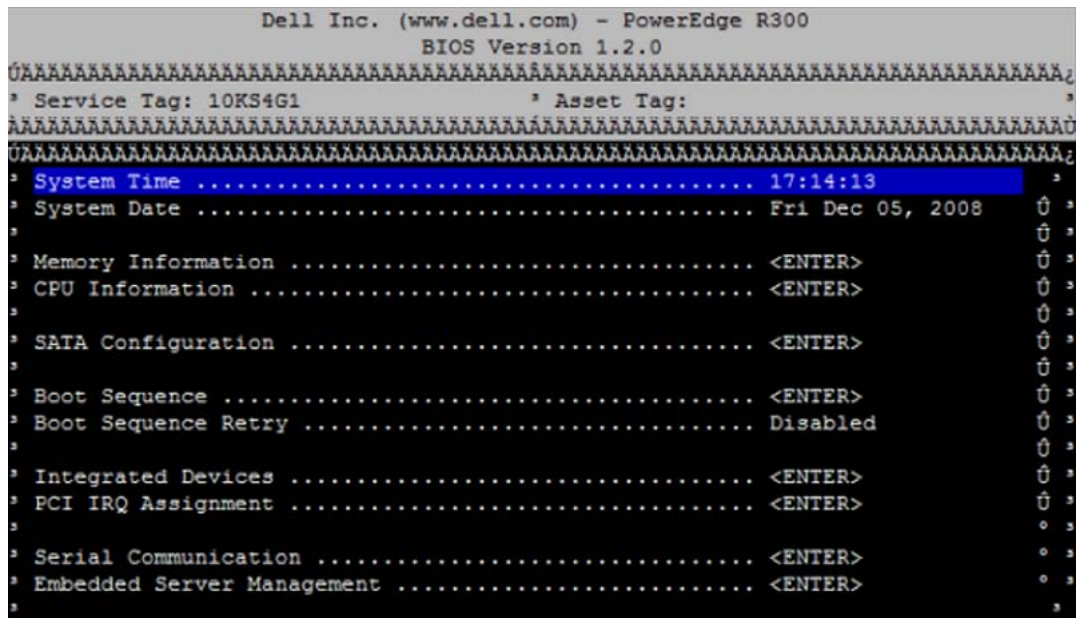 Dell Inc. (www.dell.com) - PowerEdge R300
BIOS Version 1.2.0
Service Tag: 10KS4G1 ³ Asset Tag:
System Time .......................................... 17:14:13
System Date .......................................... Fri Dec 05, 2008
Memory Information ................................... <ENTER>
CPU Information ...................................... <ENTER>
SATA Configuration ................................... <ENTER>
Boot Sequence ........................................ <ENTER>
Boot Sequence Retry .................................. Disabled
Integrated Devices ................................... <ENTER>
PCI IRQ Assignment ................................... <ENTER>
Serial Communication ................................. <ENTER>
Embedded Server Management ........................... <ENTER>